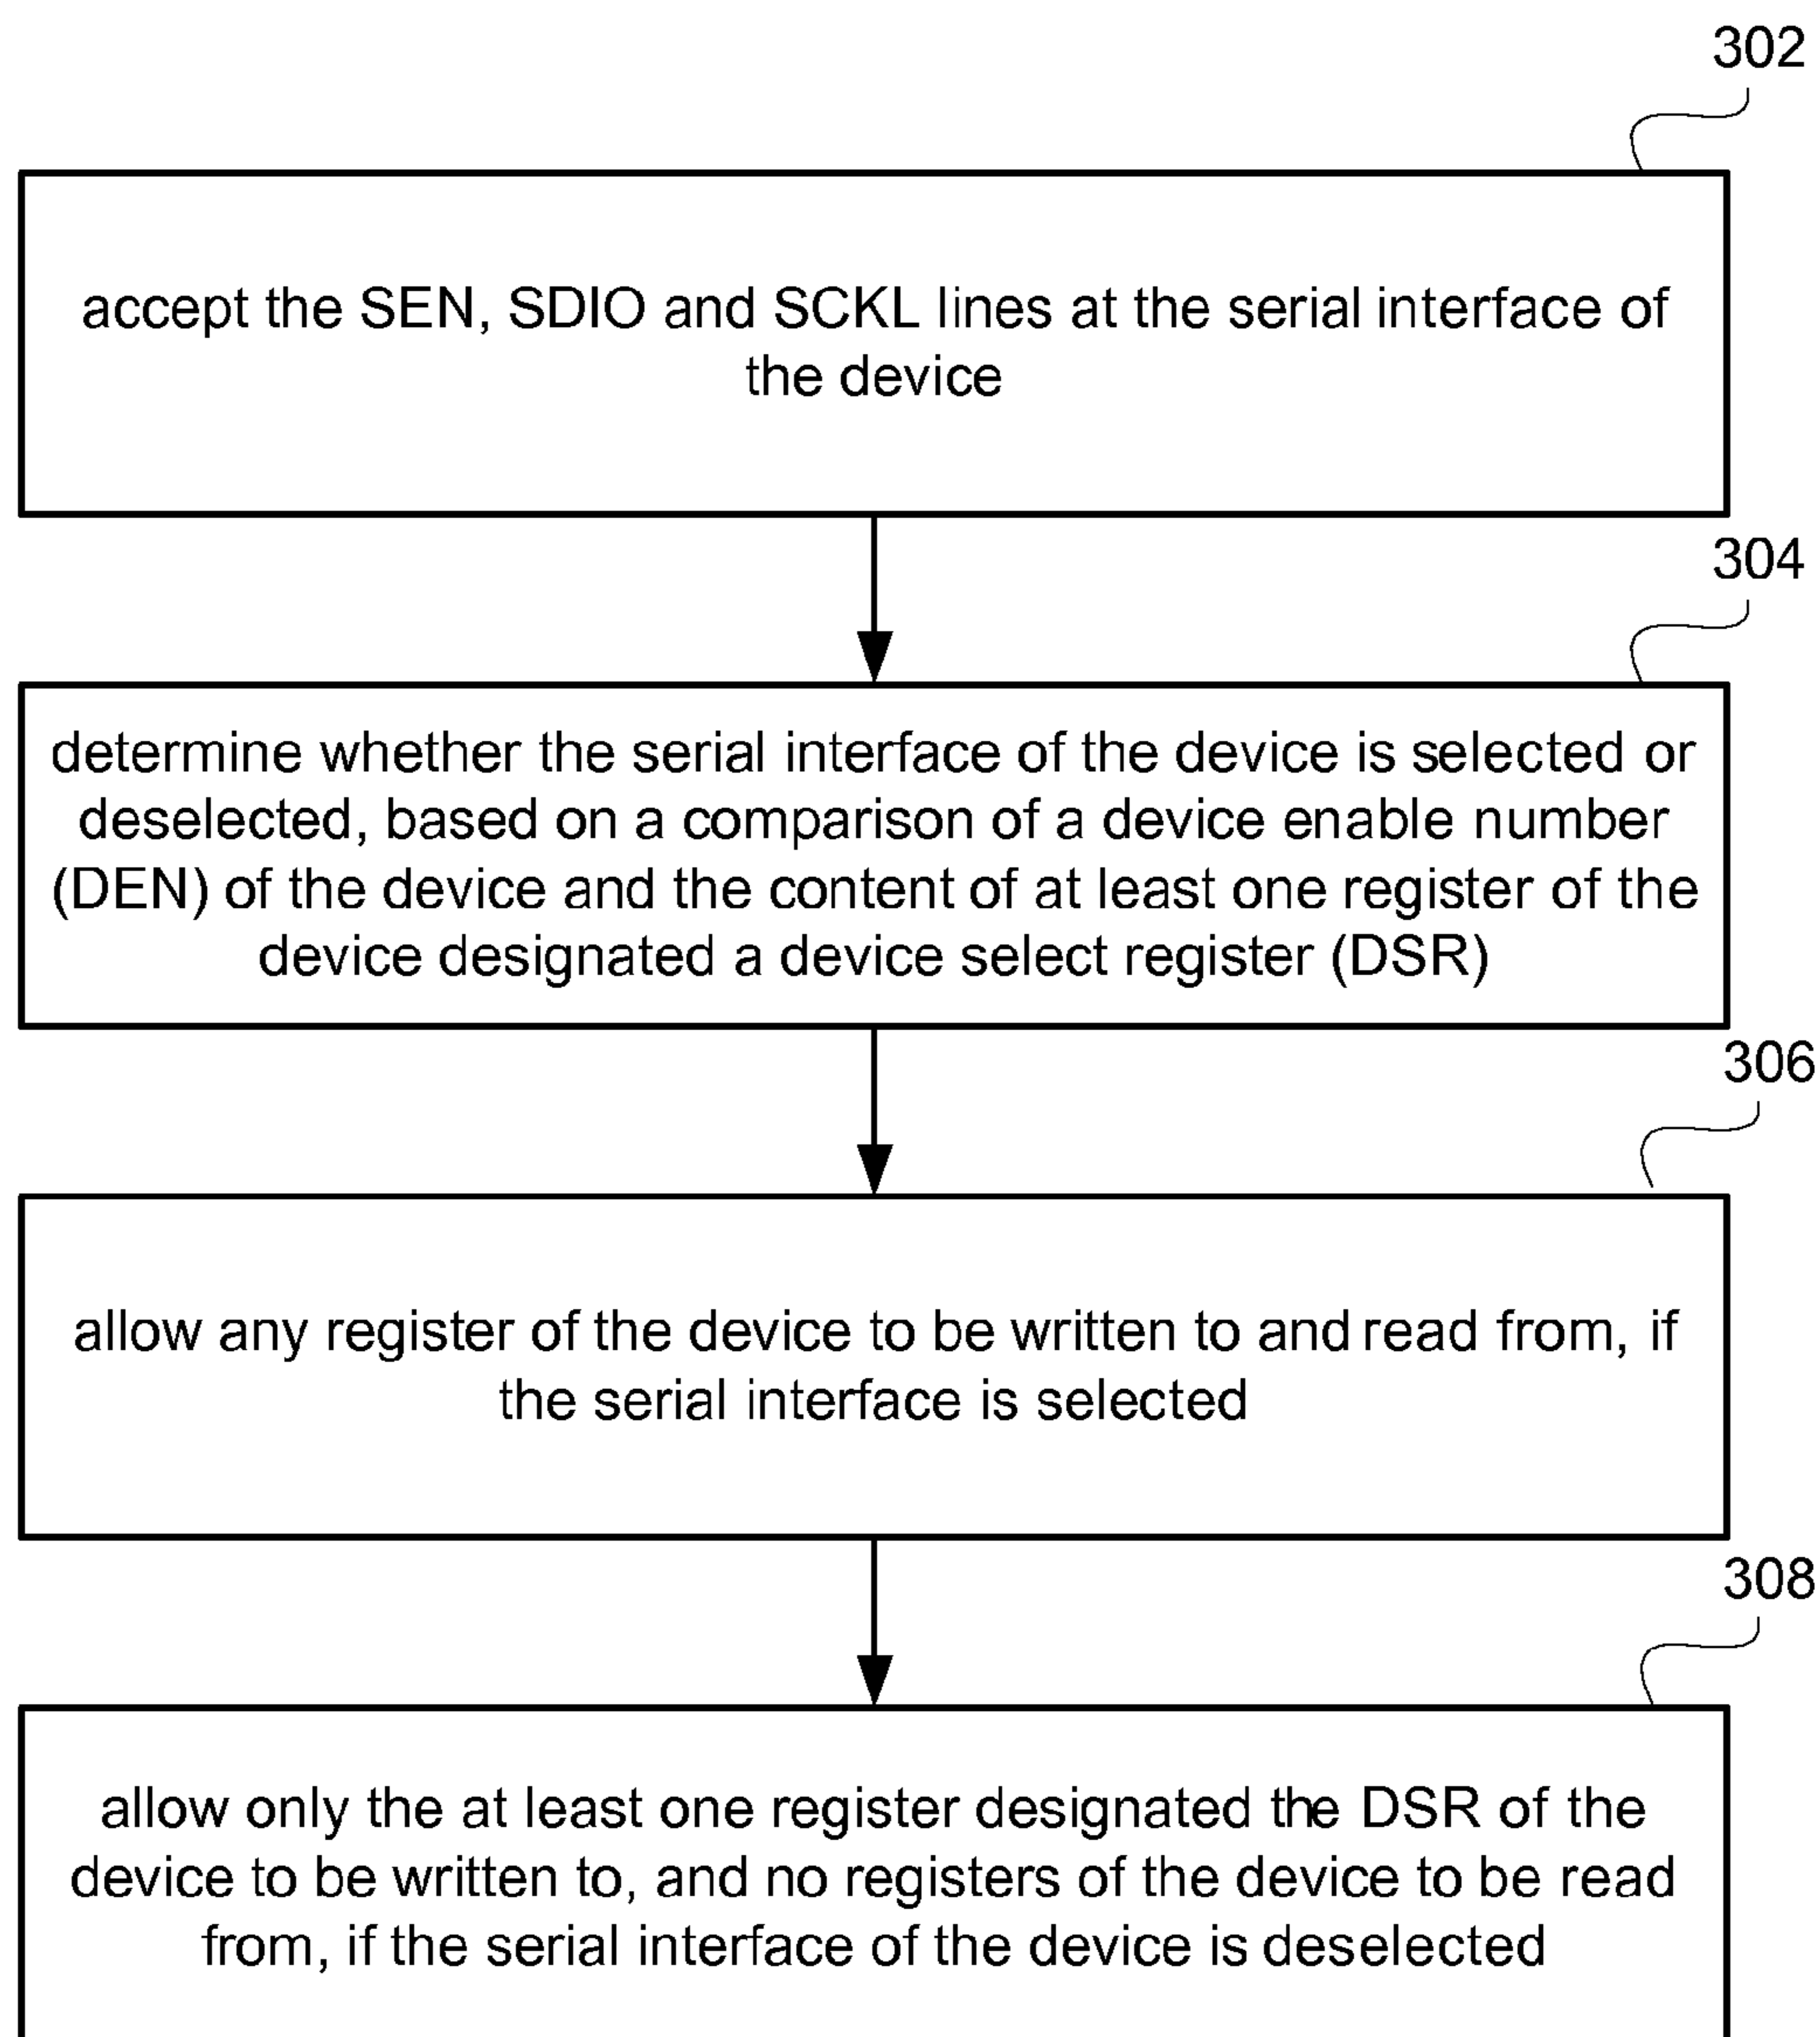 302
accept the SEN, SDIO and SCKL lines at the serial interface of
the device
304
determine whether the serial interface of the device is selected or
deselected, based on a comparison of a device enable number
(DEN) of the device and the content of at least one register of the
device designated a device select register (DSR)
306
allow any register of the device to be written to and read from, if
the serial interface is selected
308
allow only the at least one register designated the DSR of the
device to be written to, and no registers of the device to be read
from, if the serial interface of the device is deselected